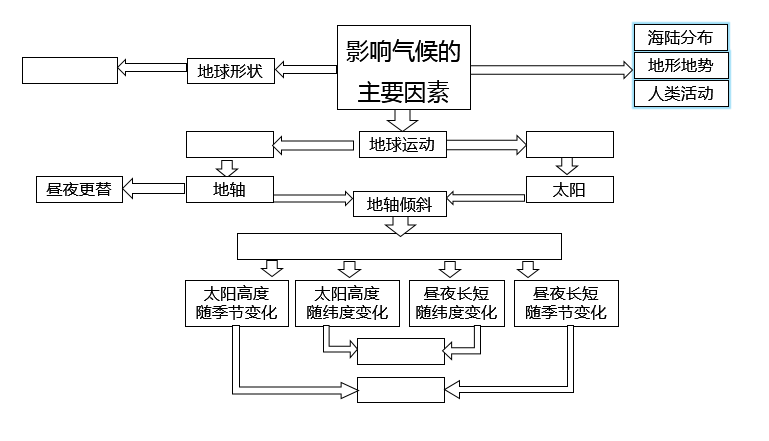 影响气候的
主要因素
海陆分布
地形地势
人类活动
地球形状
地球运动
昼夜更替
地轴
地轴倾斜
太阳
太阳高度
随季节变化
太阳高度
随纬度变化
昼夜长短
随纬度变化
昼夜长短
随季节变化